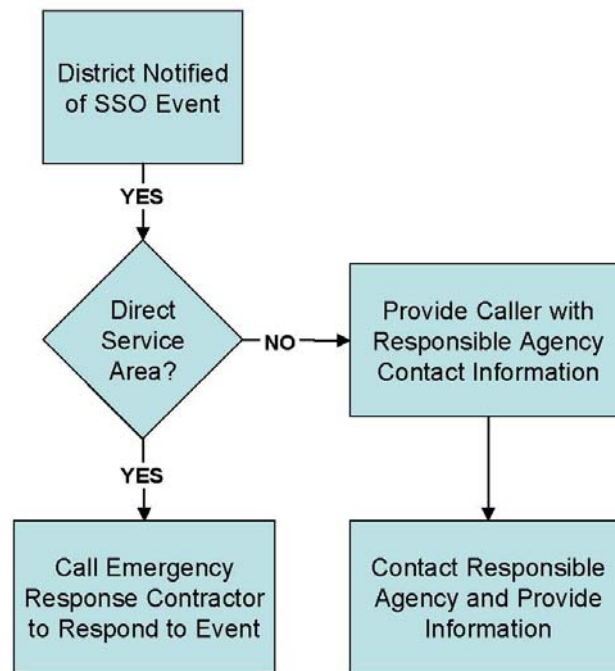 District Notified
of SSO Event
YES
Direct
Service
Area?
NO
Provide Caller with
Responsible Agency
Contact Information
YES
Call Emergency
Response Contractor
to Respond to Event
Contact Responsible
Agency and Provide
Information